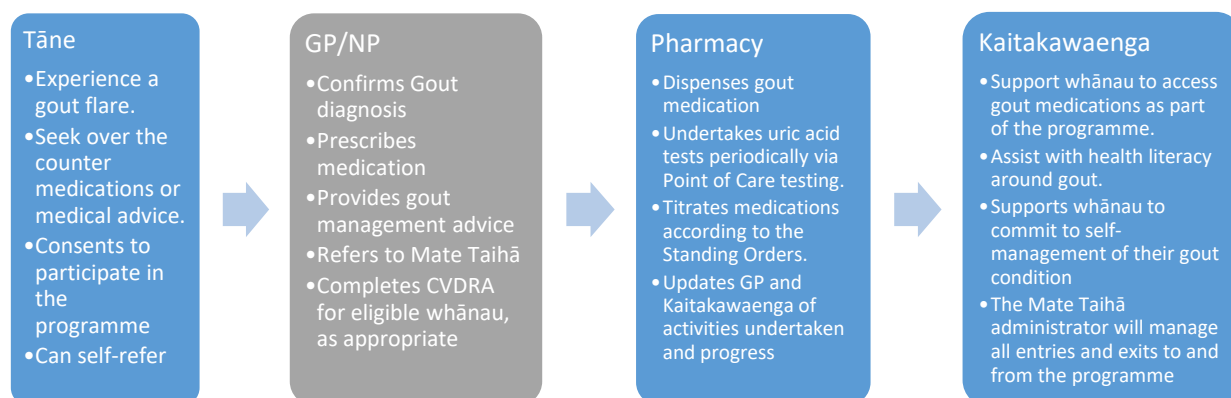 Tāne
•Experience a
gout flare.
•Seek over the
counter
medications or
medical advice.
•Consents to
participate in
the
programme
•Can self-refer
GP/NP
•Confirms Gout
diagnosis
•Prescribes
medication
•Provides gout
management advice
•Refers to Mate Taihā
•Completes CVDRA
for eligible whānau,
as appropriate
Pharmacy
•Dispenses gout
medication
•Undertakes uric acid
tests periodically via
Point of Care testing.
•Titrates medications
according to the
Standing Orders.
•Updates GP and
Kaitakawaenga of
activities undertaken
and progress
Kaitakawaenga
•Support whānau to access
gout medications as part
of the programme.
•Assist with health literacy
around gout.
•Supports whānau to
commit to self-
management of their gout
condition
•The Mate Taihā
administrator will manage
all entries and exits to and
from the programme